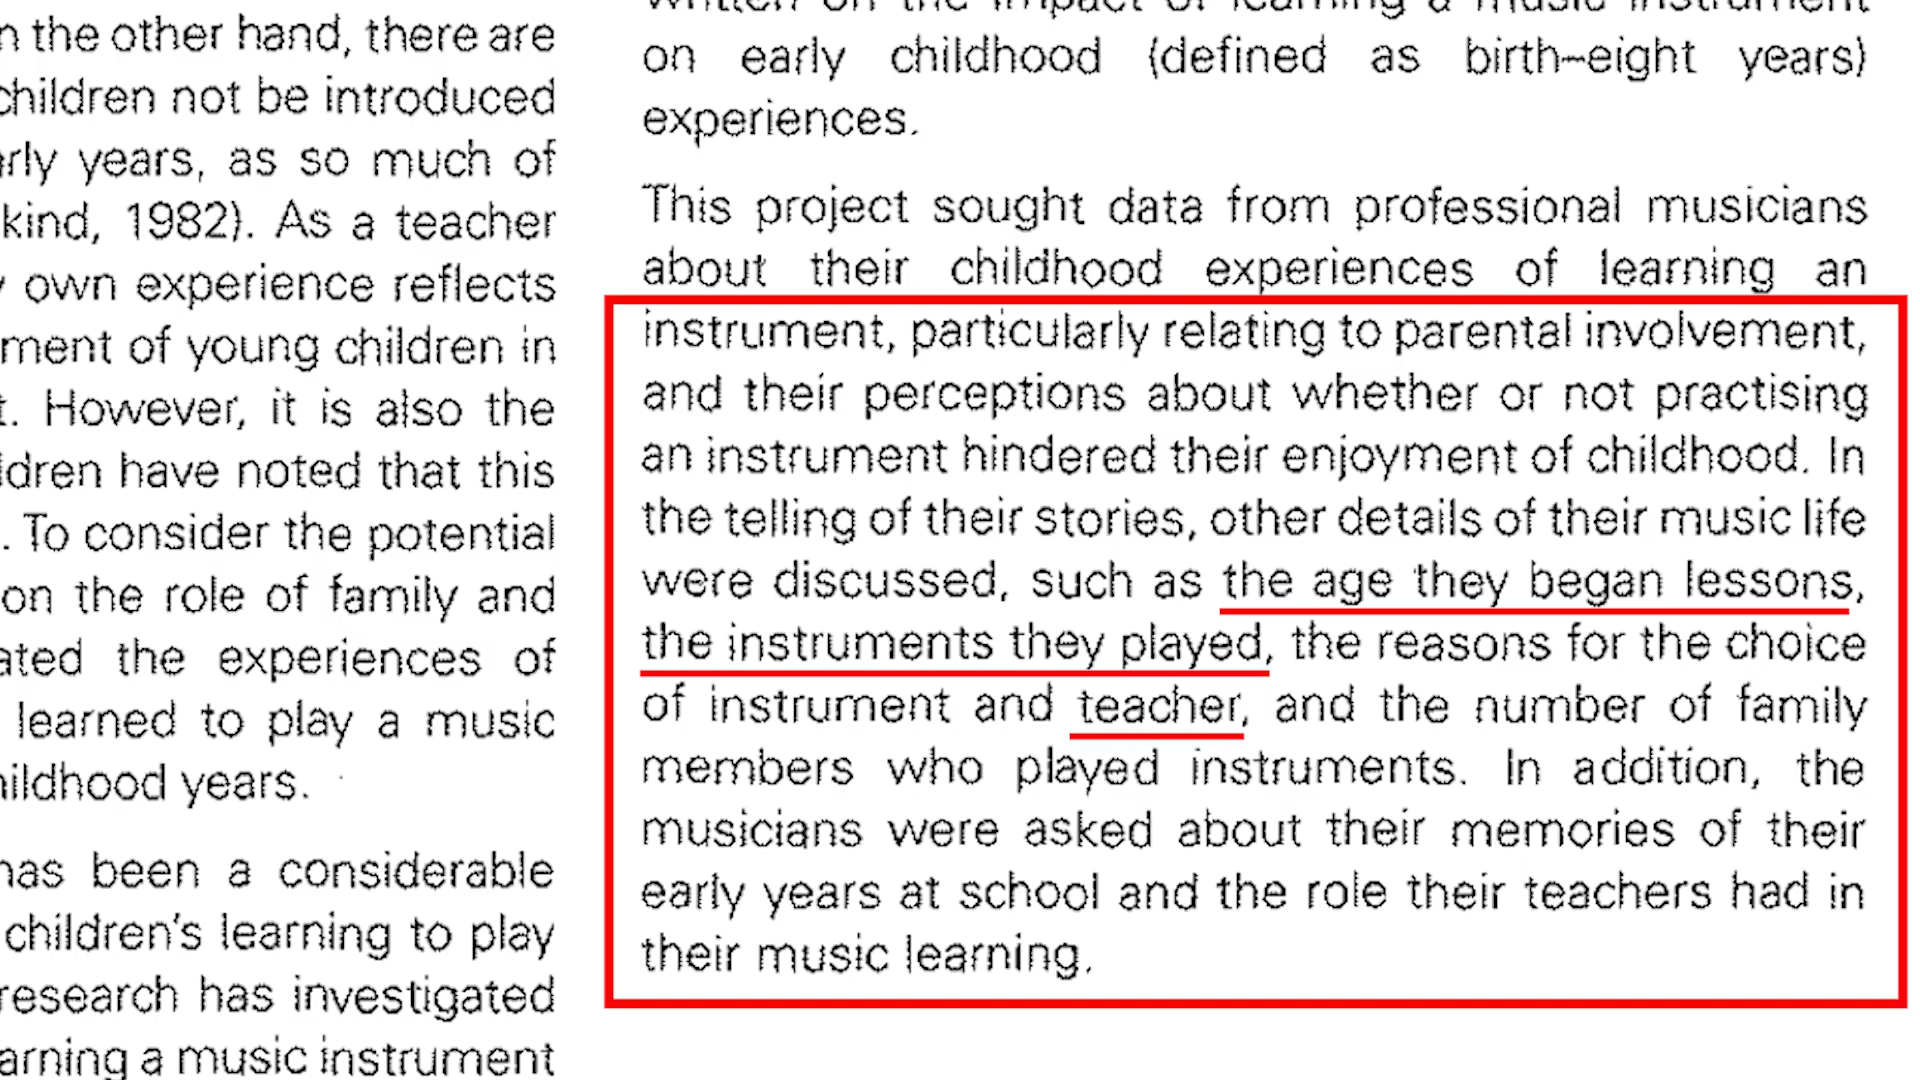 the other hand, there are
children not be introduced
years, as so much of
1982). As a teacher
own experience reflects
of young children in
However, it is also the
have noted that this
. To consider the potential
on the role of family and
the experiences of
learned to play a music
years.
has been a considerable
children's learning to play
research has investigated
a music instrument
written on the impact of learning a music instrument
on early childhood (defined as birth–eight years)
experiences.
This project sought data from professional musicians
about their childhood experiences of learning an
instrument, particularly relating to parental involvement,
and their perceptions about whether or not practising
an instrument hindered their enjoyment of childhood. In
the telling of their stories, other details of their music life
were discussed, such as the age they began lessons,
the instruments they played, the reasons for the choice
of instrument and teacher, and the number of family
members who played instruments. In addition, the
musicians were asked about their memories of their
early years at school and the role their teachers had in
their music learning.